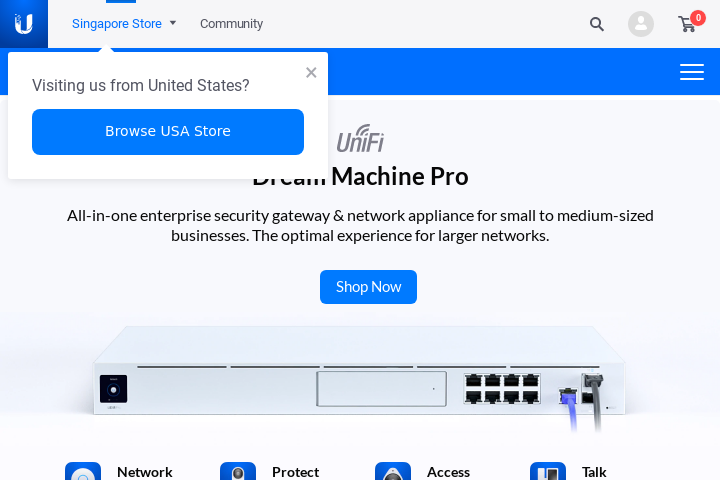 Singapore Store
Community
0
Visiting us from United States?
Browse USA Store
UniFi
Dream Machine Pro
All-in-one enterprise security gateway & network appliance for small to medium-sized
businesses. The optimal experience for larger networks.
Shop Now
Network
Protect
Access
Talk